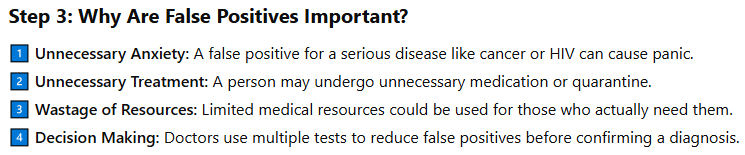 Step 3: Why Are False Positives Important?
1 Unnecessary Anxiety: A false positive for a serious disease like cancer or HIV can cause panic.
2 Unnecessary Treatment: A person may undergo unnecessary medication or quarantine.
3 Wastage of Resources: Limited medical resources could be used for those who actually need them.
4 Decision Making: Doctors use multiple tests to reduce false positives before confirming a diagnosis.